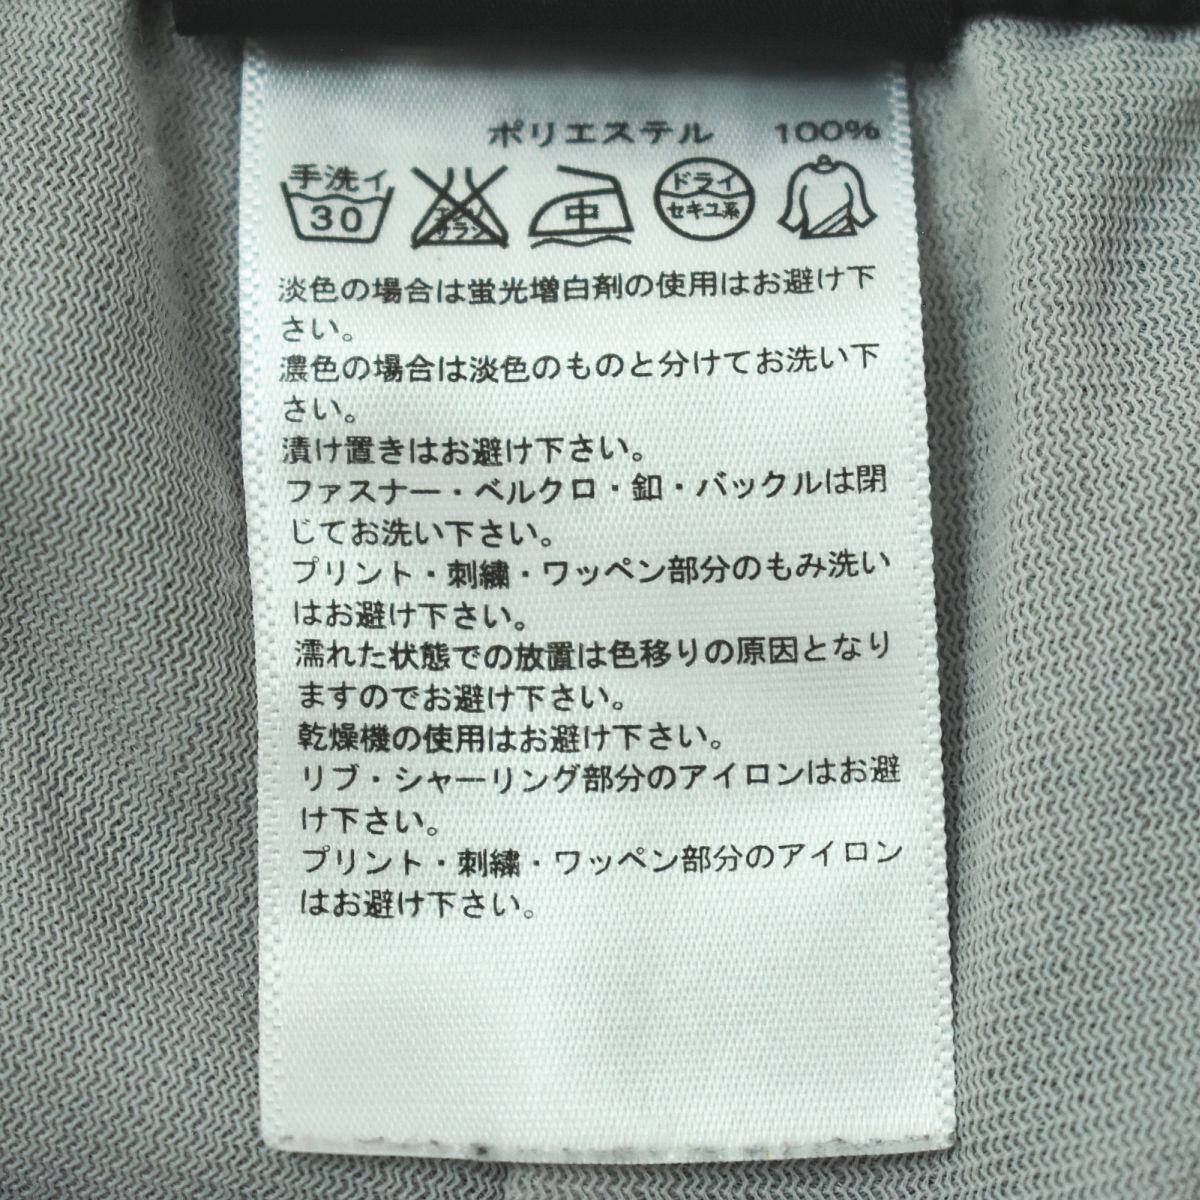 ポリエステル 100%
手洗イ 30 エンソサラシ 中 ドライ セキユ系
淡色の場合は蛍光増白剤の使用はお避け下
さい。
濃色の場合は淡色のものと分けてお洗い下
さい。
漬け置きはお避け下さい。
ファスナー・ベルクロ・釦・バックルは閉
じてお洗い下さい。
プリント・刺繍・ワッペン部分のもみ洗い
はお避け下さい。
濡れた状態での放置は色移りの原因となり
ますのでお避け下さい。
乾燥機の使用はお避け下さい。
リブ・シャーリング部分のアイロンはお避
け下さい。
プリント・刺繍・ワッペン部分のアイロン
はお避け下さい。